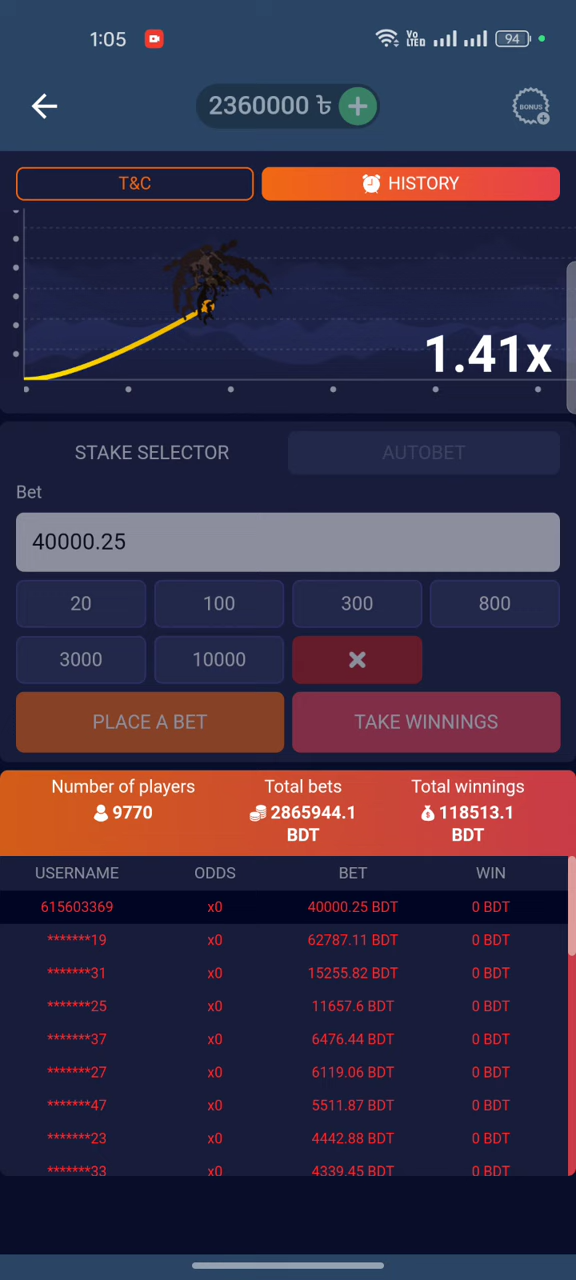 1:05 Vo LTED 94
2360000 ৳ BONUS
T&C HISTORY
1.41x
STAKE SELECTOR AUTOBET
Bet
40000.25
20 100 300 800
3000 10000
PLACE A BET TAKE WINNINGS
Number of players Total bets Total winnings
9770 2865944.1 118513.1
BDT BDT
USERNAME ODDS BET WIN
615603369 x0 40000.25 BDT 0 BDT
*******19 x0 62787.11 BDT 0 BDT
*******31 x0 15255.82 BDT 0 BDT
*******25 x0 11657.6 BDT 0 BDT
*******37 x0 6476.44 BDT 0 BDT
*******27 x0 6119.06 BDT 0 BDT
*******47 x0 5511.87 BDT 0 BDT
*******23 x0 4442.88 BDT 0 BDT
*******33 x0 4339.45 BDT 0 BDT